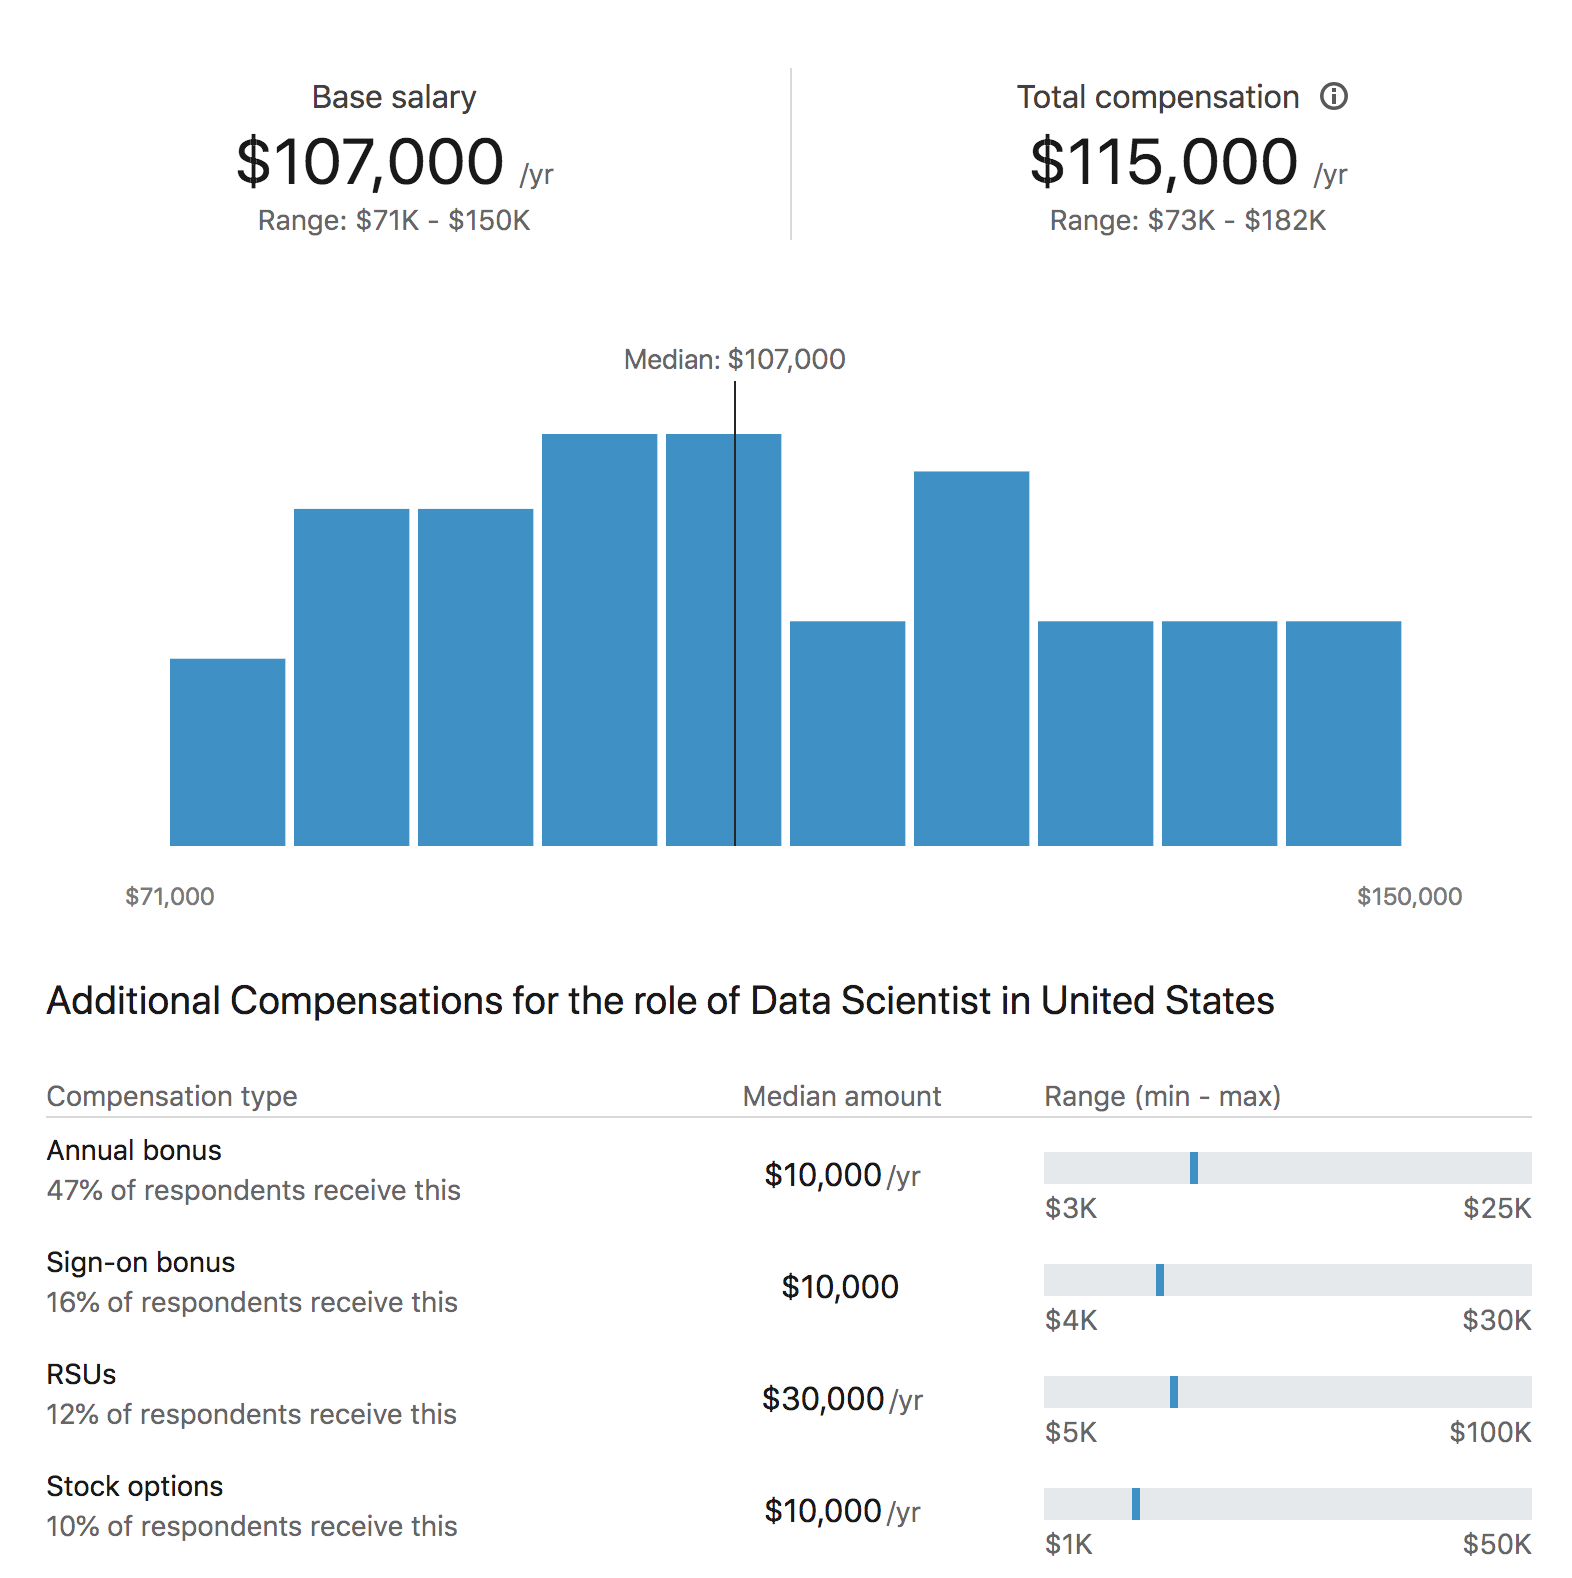 Base salary
$107,000 /yr
Range: $71K - $150K
Total compensation
$115,000 /yr
Range: $73K - $182K
Median: $107,000
$71,000 $150,000
Additional Compensations for the role of Data Scientist in United States
Compensation type Median amount Range (min - max)
Annual bonus
47% of respondents receive this
$10,000 /yr
$3K $25K
Sign-on bonus
16% of respondents receive this
$10,000
$4K $30K
RSUs
12% of respondents receive this
$30,000 /yr
$5K $100K
Stock options
10% of respondents receive this
$10,000 /yr
$1K $50K